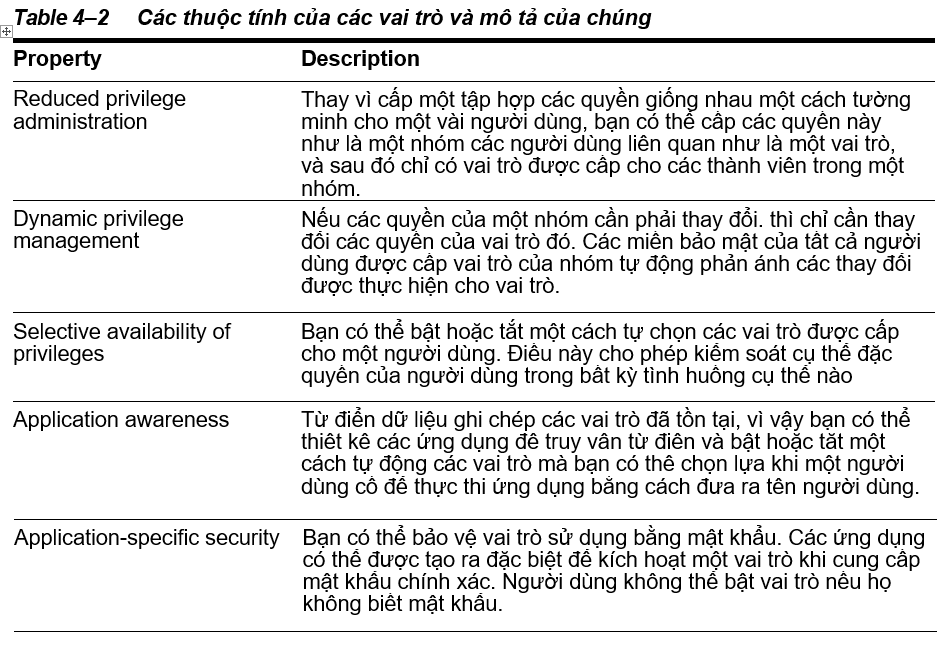 Table 4–2 Các thuộc tính của các vai trò và mô tả của chúng
Property Description
Reduced privilege
administration
Thay vì cấp một tập hợp các quyền giống nhau một cách tường
minh cho một vài người dùng, bạn có thể cấp các quyền này
như là một nhóm các người dùng liên quan như là một vai trò,
và sau đó chỉ có vai trò được cấp cho các thành viên trong một
nhóm.
Dynamic privilege
management
Nếu các quyền của một nhóm cần phải thay đổi. thì chỉ cần thay
đổi các quyền của vai trò đó. Các miền bảo mật của tất cả người
dùng được cấp vai trò của nhóm tự động phản ánh các thay đổi
được thực hiện cho vai trò.
Selective availability of
privileges
Bạn có thể bật hoặc tắt một cách tự chọn các vai trò được cấp
cho một người dùng. Điều này cho phép kiểm soát cụ thể đặc
quyền của người dùng trong bất kỳ tình huống cụ thể nào
Application awareness
Từ điển dữ liệu ghi chép các vai trò đã tồn tại, vì vậy bạn có thể
thiết kế các ứng dụng để truy vấn từ điển và bật hoặc tắt một
cách tự động các vai trò mà bạn có thể chọn lựa khi một người
dùng cố để thực thi ứng dụng bằng cách đưa ra tên người dùng.
Application-specific security
Bạn có thể bảo vệ vai trò sử dụng bằng mật khẩu. Các ứng dụng
có thể được tạo ra đặc biệt để kích hoạt một vai trò khi cung cấp
mật khẩu chính xác. Người dùng không thể bật vai trò nếu họ
không biết mật khẩu.